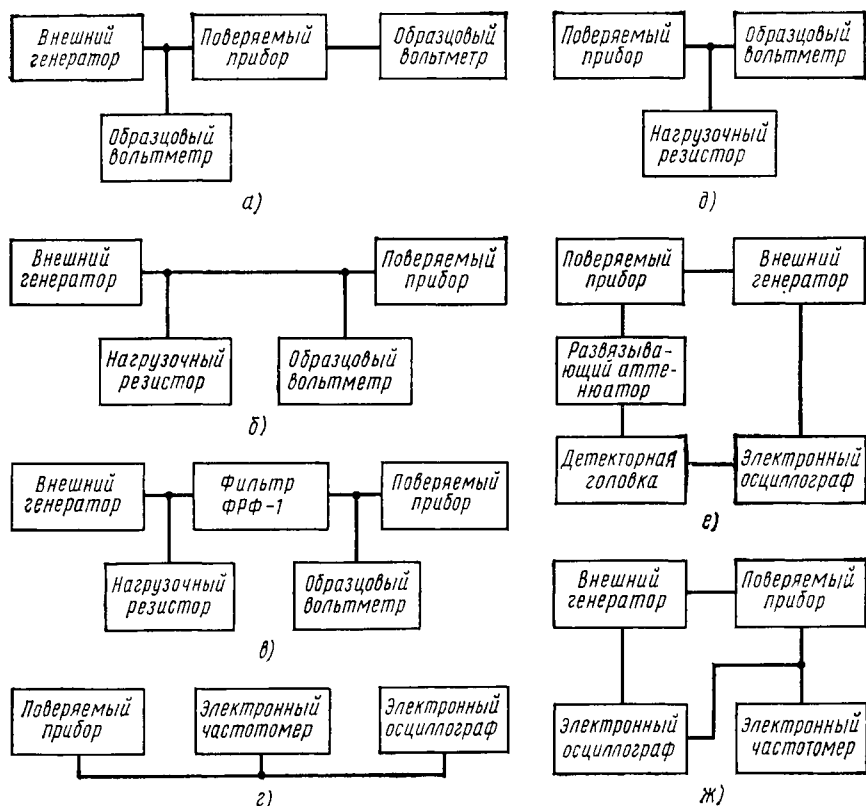 Внешний
генератор
Поверяемый
прибор
Образцовый
вольтметр
Образцовый
вольтметр
а)
Внешний
генератор
Поверяемый
прибор
Нагрузочный
резистор
Образцовый
вольтметр
б)
Внешний
генератор
Фильтр
ФРФ-1
Поверяемый
прибор
Нагрузочный
резистор
Образцовый
вольтметр
в)
Поверяемый
прибор
Электронный
частотомер
Электронный
осциллограф
г)
Поверяемый
прибор
Образцовый
вольтметр
Нагрузочный
резистор
д)
Поверяемый
прибор
Внешний
генератор
Развязыва-
ющий атте-
нюатор
Детекторная
головка
Электронный
осциллограф
е)
Внешний
генератор
Поверяемый
прибор
Электронный
осциллограф
Электронный
частотомер
ж)